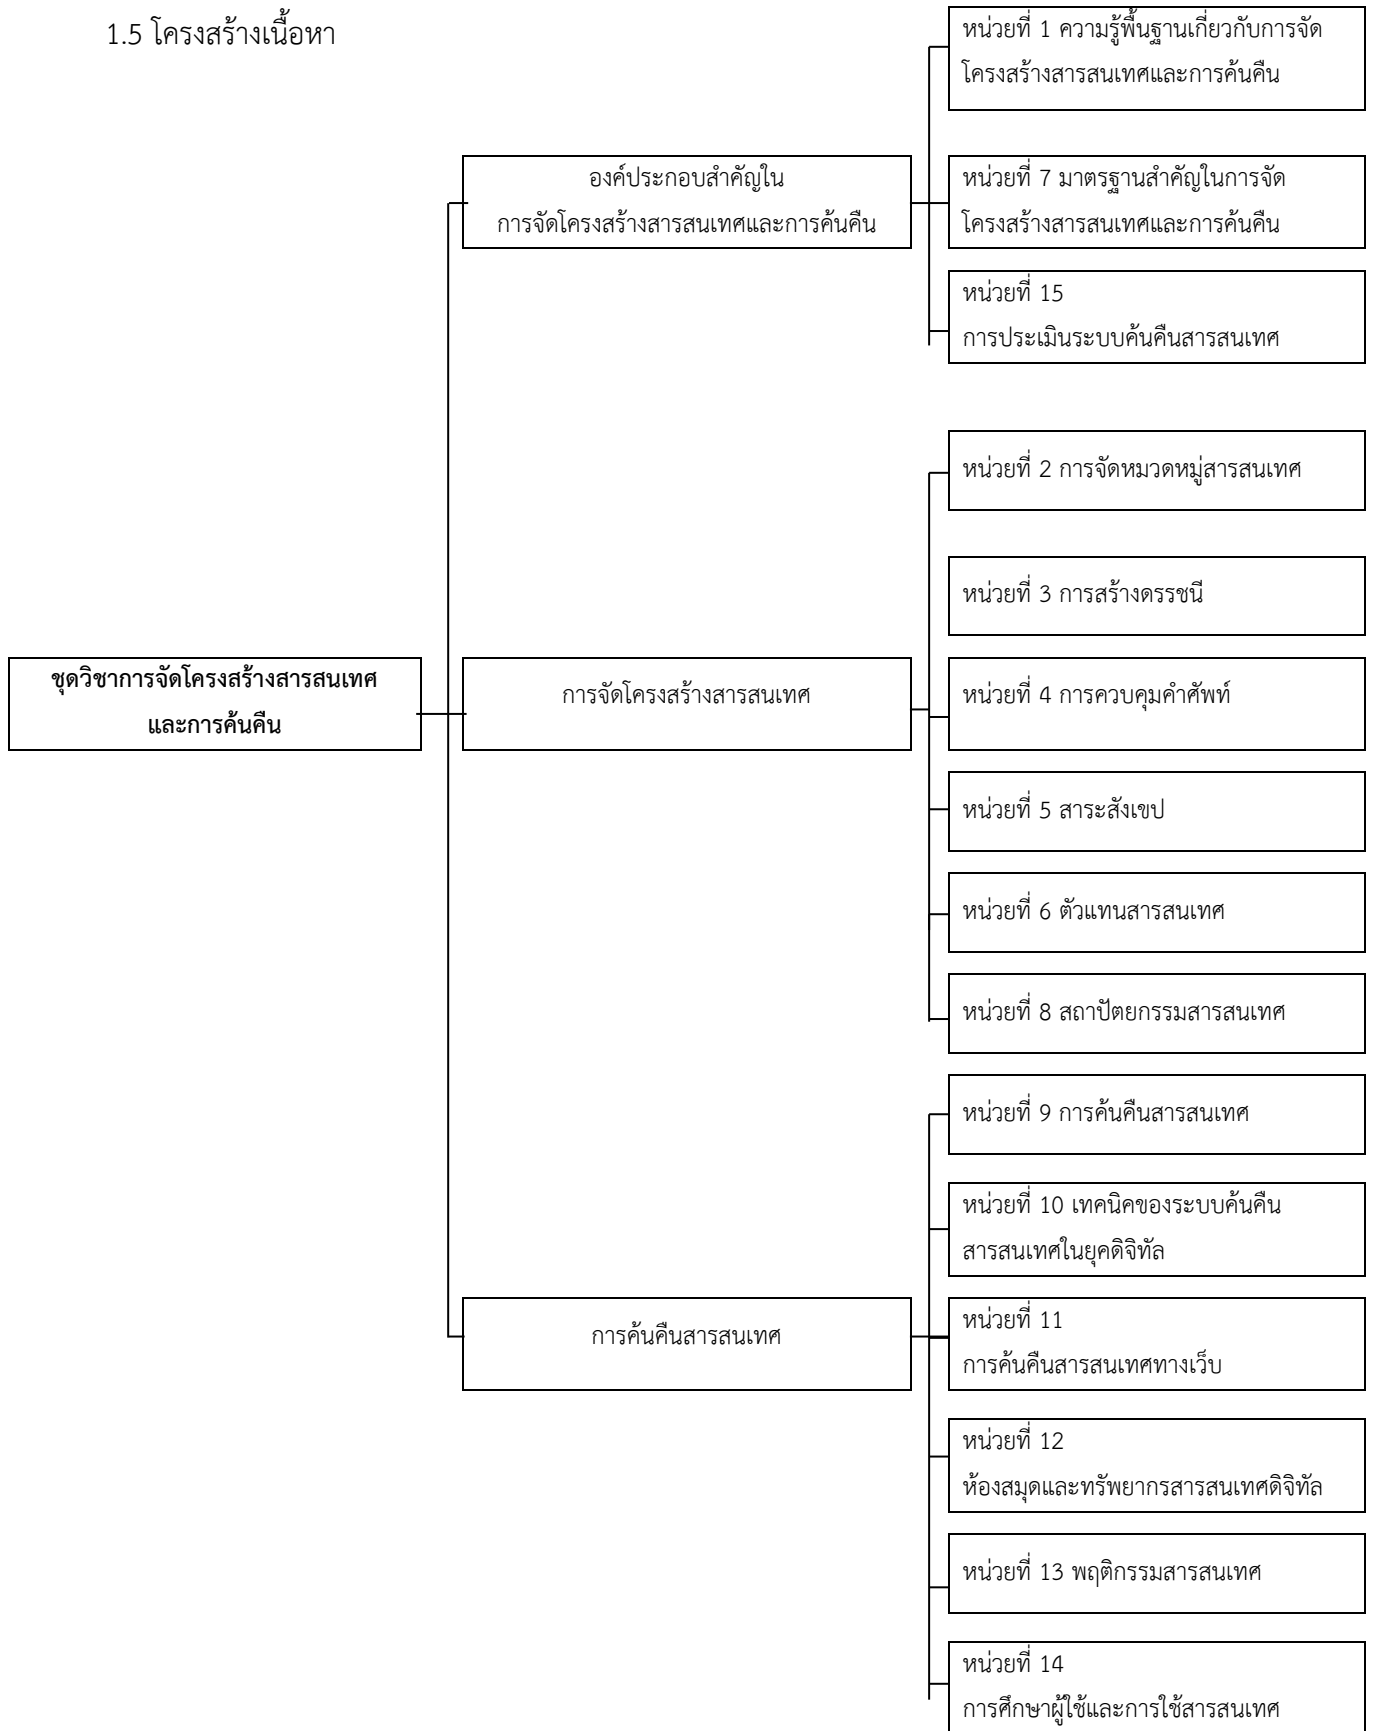 1.5 โครงสร้างเนื้อหา
หน่วยที่ 1 ความรู้พื้นฐานเกี่ยวกับการจัด
โครงสร้างสารสนเทศและการค้นคืน
องค์ประกอบสำคัญใน
การจัดโครงสร้างสารสนเทศและการค้นคืน
หน่วยที่ 7 มาตรฐานสำคัญในการจัด
โครงสร้างสารสนเทศและการค้นคืน
หน่วยที่ 15
การประเมินระบบค้นคืนสารสนเทศ
หน่วยที่ 2 การจัดหมวดหมู่สารสนเทศ
หน่วยที่ 3 การสร้างดรรชนี
ชุดวิชาการจัดโครงสร้างสารสนเทศ
และการค้นคืน
การจัดโครงสร้างสารสนเทศ
หน่วยที่ 4 การควบคุมคำศัพท์
หน่วยที่ 5 สาระสังเขป
หน่วยที่ 6 ตัวแทนสารสนเทศ
หน่วยที่ 8 สถาปัตยกรรมสารสนเทศ
หน่วยที่ 9 การค้นคืนสารสนเทศ
หน่วยที่ 10 เทคนิคของระบบค้นคืน
สารสนเทศในยุคดิจิทัล
การค้นคืนสารสนเทศ
หน่วยที่ 11
การค้นคืนสารสนเทศทางเว็บ
หน่วยที่ 12
ห้องสมุดและทรัพยากรสารสนเทศดิจิทัล
หน่วยที่ 13 พฤติกรรมสารสนเทศ
หน่วยที่ 14
การศึกษาผู้ใช้และการใช้สารสนเทศ